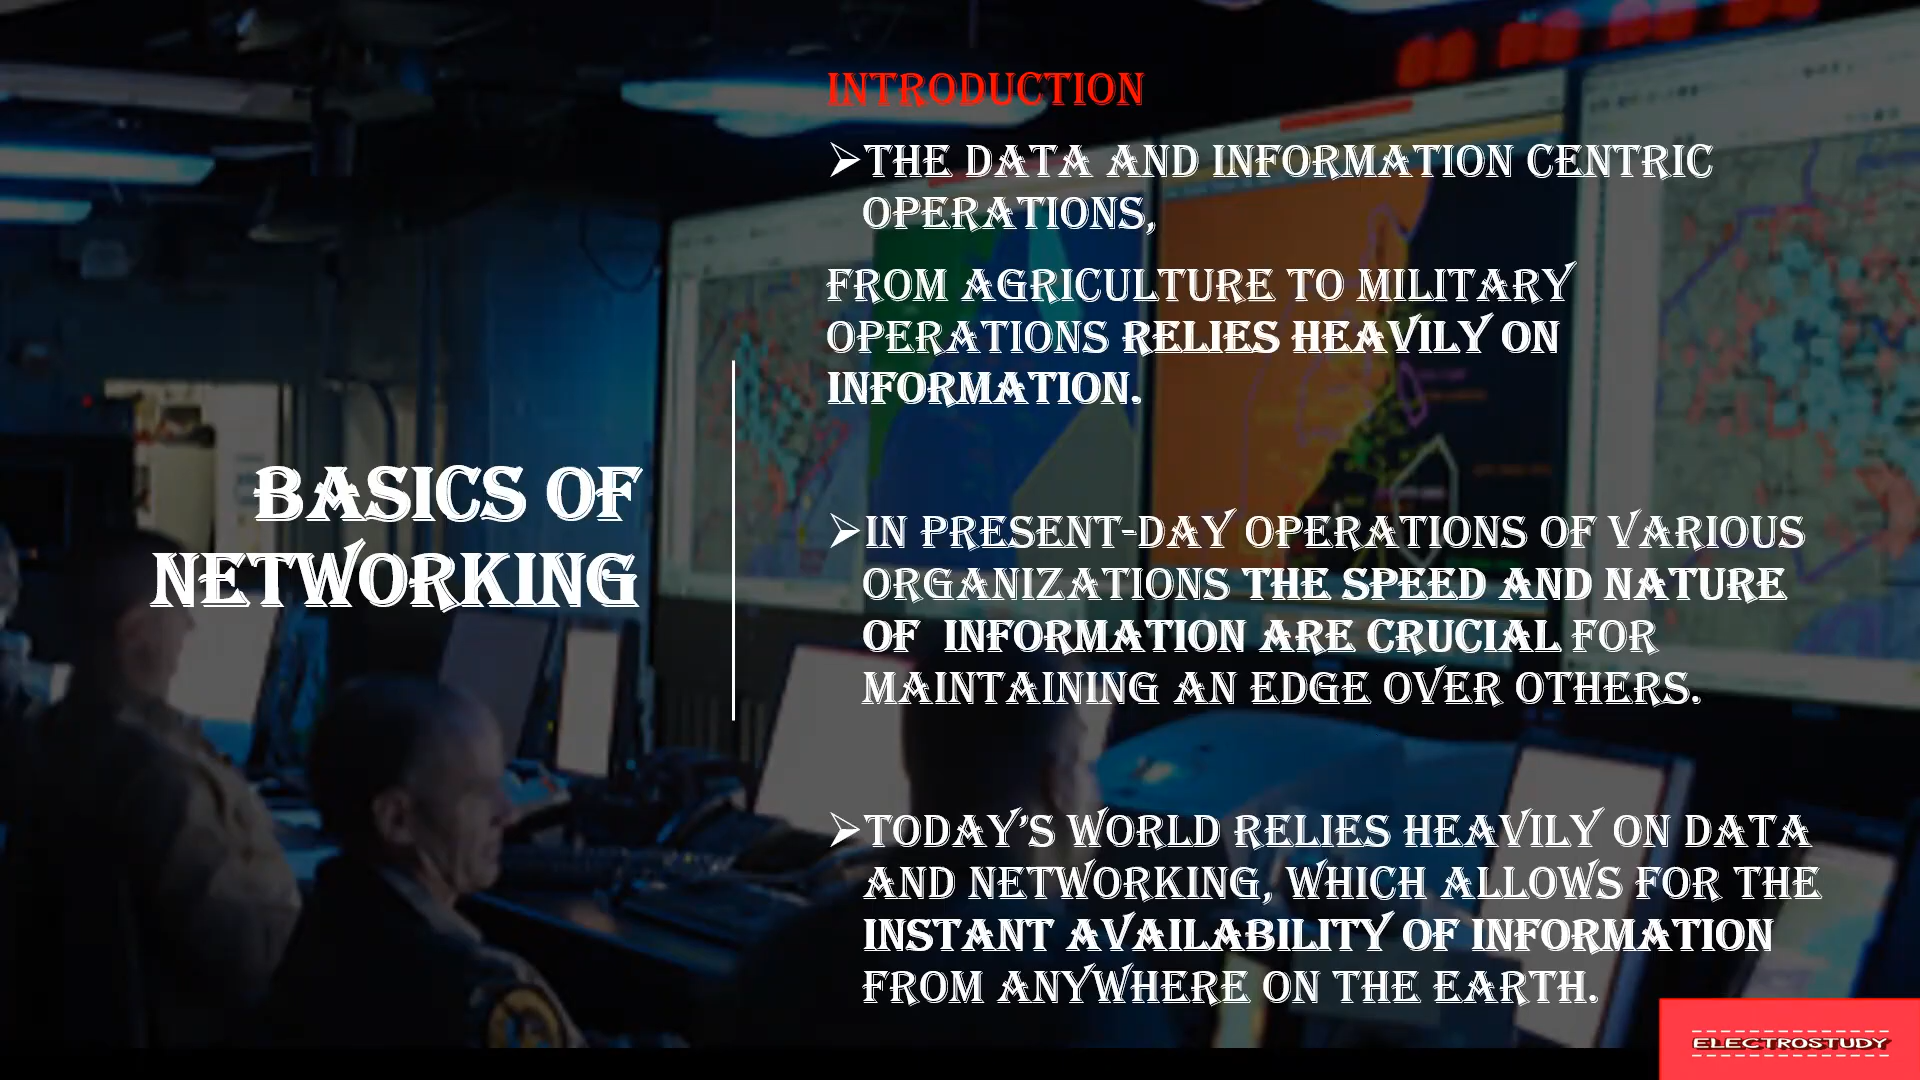 BASICS OF
NETWORKING
INTRODUCTION
➢THE DATA AND INFORMATION CENTRIC
OPERATIONS,
FROM AGRICULTURE TO MILITARY
OPERATIONS RELIES HEAVILY ON
INFORMATION.
➢IN PRESENT-DAY OPERATIONS OF VARIOUS
ORGANIZATIONS THE SPEED AND NATURE
OF INFORMATION ARE CRUCIAL FOR
MAINTAINING AN EDGE OVER OTHERS.
➢TODAY’S WORLD RELIES HEAVILY ON DATA
AND NETWORKING, WHICH ALLOWS FOR THE
INSTANT AVAILABILITY OF INFORMATION
FROM ANYWHERE ON THE EARTH.
ELECTROSTUDY